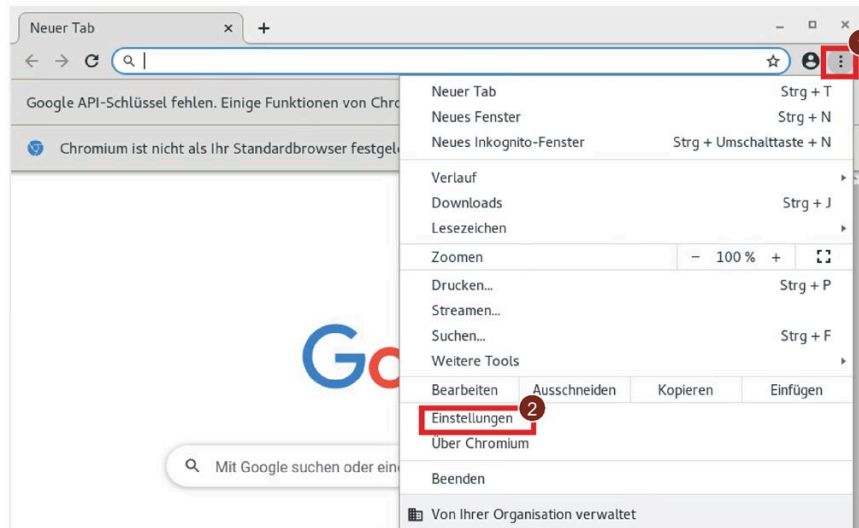 Neuer Tab
Google API-Schlüssel fehlen. Einige Funktionen von Chro
Chromium ist nicht als Ihr Standardbrowser festgele
Go
Mit Google suchen oder ein
Neuer Tab Strg + T
Neues Fenster Strg + N
Neues Inkognito-Fenster Strg + Umschalttaste + N
Verlauf
Downloads Strg + J
Lesezeichen
Zoomen − 100 % +
Drucken... Strg + P
Streamen...
Suchen... Strg + F
Weitere Tools
Bearbeiten Ausschneiden Kopieren Einfügen
Einstellungen 2
Über Chromium
Beenden
Von Ihrer Organisation verwaltet